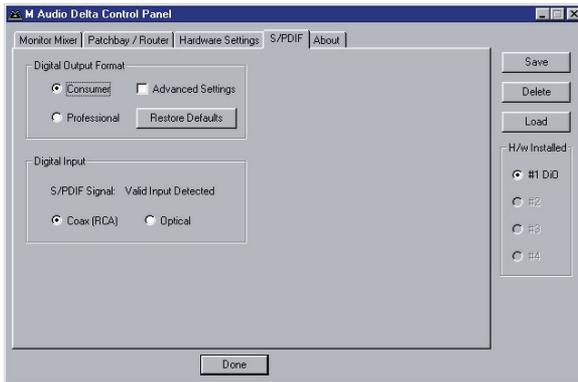 M Audio Delta Control Panel
Monitor Mixer Patchbay / Router Hardware Settings S/PDIF About
Digital Output Format
Consumer Advanced Settings
Professional Restore Defaults
Digital Input
S/PDIF Signal: Valid Input Detected
Coax (RCA) Optical
Save
Delete
Load
H/w Installed
#1 DiO
#2
#3
#4
Done